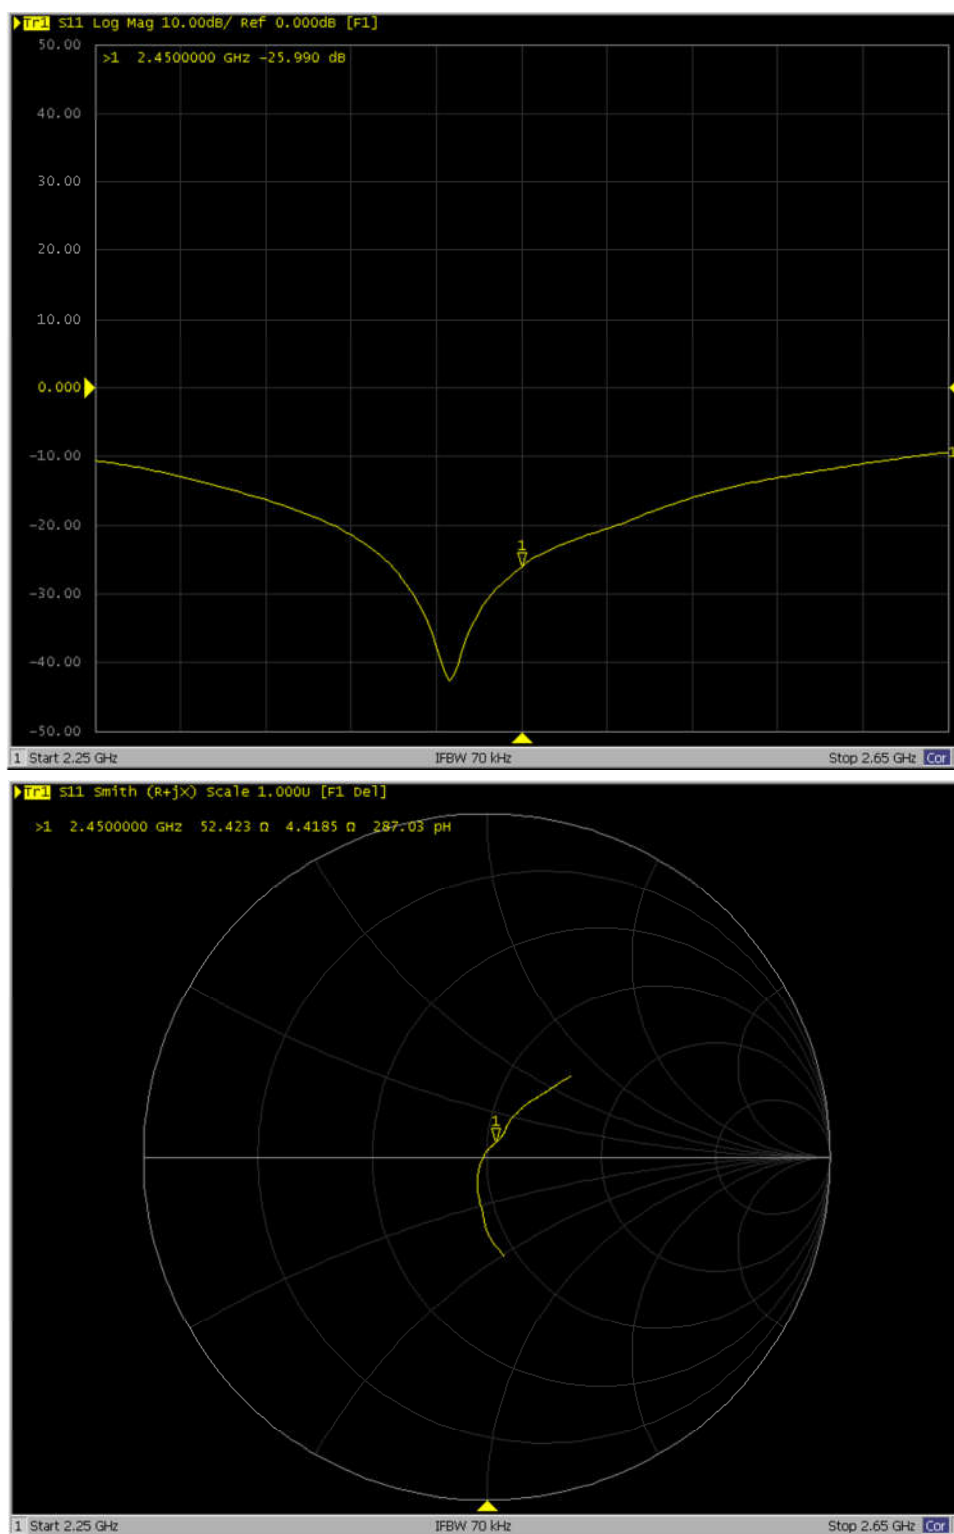 Tr1 S11 Log Mag 10.00dB/ Ref 0.000dB [F1]
50.00
>1 2.4500000 GHz -25.990 dB
40.00
30.00
20.00
10.00
0.000
-10.00
1
-20.00
1
-30.00
-40.00
-50.00
1 Start 2.25 GHz IFBW 70 kHz Stop 2.65 GHz Cor
Tr1 S11 Smith (R+jX) Scale 1.000U [F1 Del]
>1 2.4500000 GHz 52.423 Ω 4.4185 Ω 287.03 pH
1
1 Start 2.25 GHz IFBW 70 kHz Stop 2.65 GHz Cor